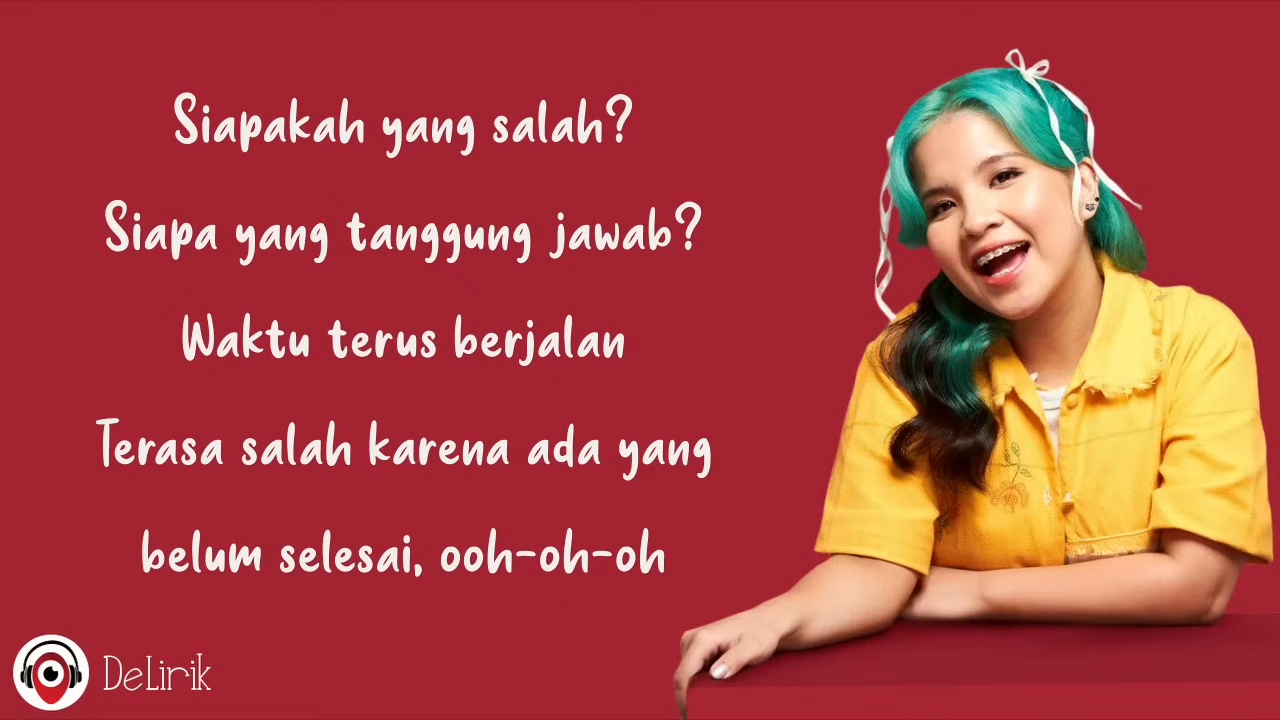 Siapakah yang salah?
Siapa yang tanggung jawab?
Waktu terus berjalan
Terasa salah karena ada yang
belum selesai, ooh-oh-oh
DeLirik